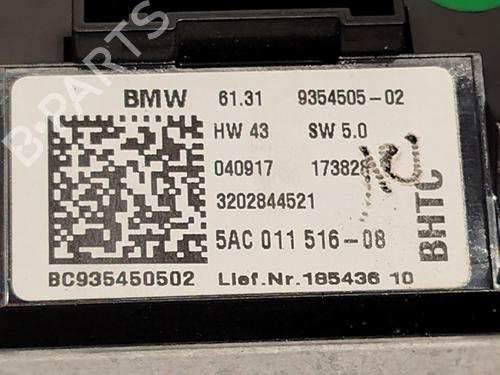 BMW 61.31 9354505-02
HW 43 SW 5.0
040917 173828
3202844521
5AC 011 516-08
BHTC
BC935450502 Lief.Nr.185436 10
B-PARTS